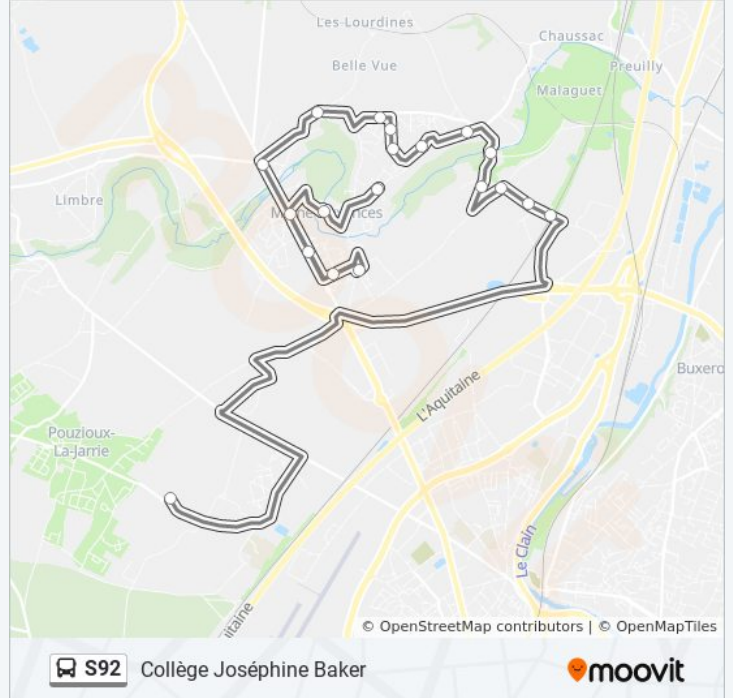 Les Lourdines
Chaussac
Belle Vue
Preuilly
Malaguet
Limbre
Buxero
L'Aquitaine
Pouzioux-
La-Jarrie
Le Clain
itaine
© OpenStreetMap contributors | © OpenMapTiles
S92 Collège Joséphine Baker
moovit